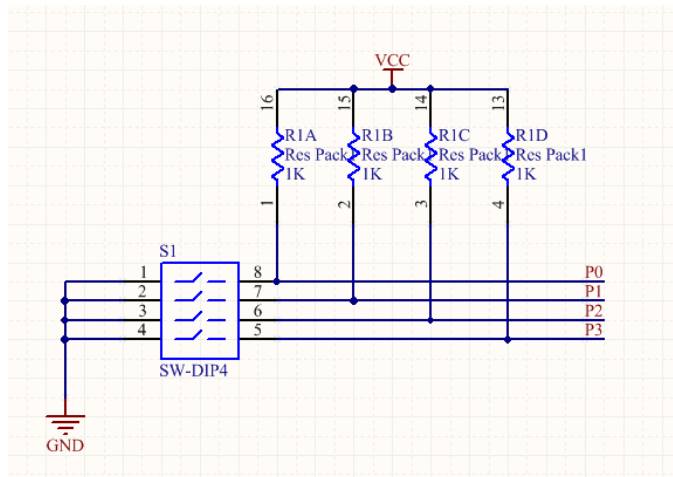 VCC
16
15
14
13
R1A
Res Pack1
1K
R1B
Res Pack1
1K
R1C
Res Pack1
1K
R1D
Res Pack1
1K
1
2
3
4
S1
1
2
3
4
8
7
6
5
P0
P1
P2
P3
SW-DIP4
GND